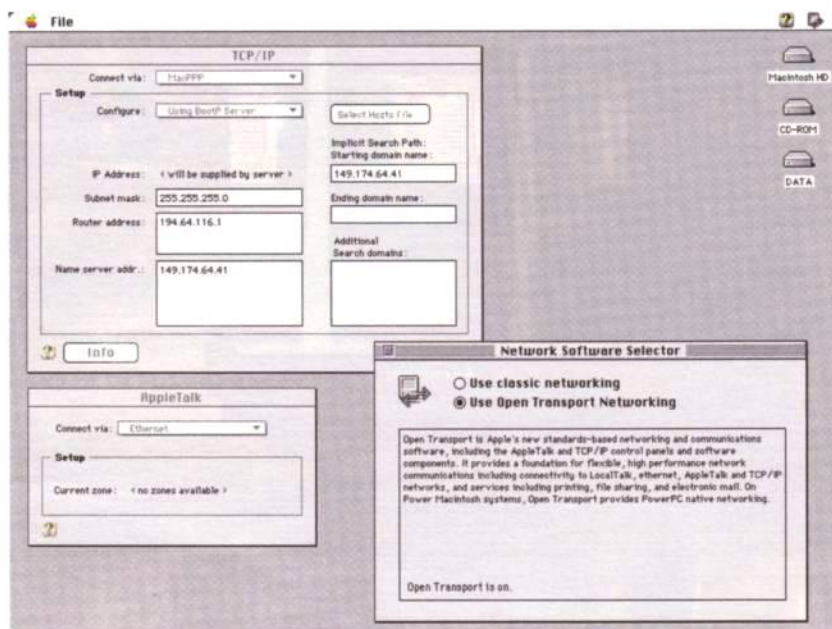 File
TCP/IP
Connect via: MacPPP
Setup
Configure: Using BootP Server
Select Hosts File
Implicit Search Path:
Starting domain name:
IP Address: < will be supplied by server >
149.174.64.41
Subnet mask: 255.255.255.0
Ending domain name:
Router address: 194.64.116.1
Additional
Search domains:
Name server addr.: 149.174.64.41
Info
Macintosh HD
CD-ROM
DATA
AppleTalk
Connect via: Ethernet
Setup
Current zone: < no zones available >
Network Software Selector
Use classic networking
Use Open Transport Networking
Open Transport is Apple's new standards-based networking and communications
software, including the AppleTalk and TCP/IP control panels and software
components. It provides a foundation for flexible, high performance network
communications including connectivity to LocalTalk, ethernet, AppleTalk and TCP/IP
networks, and services including printing, file sharing, and electronic mail. On
Power Macintosh systems, Open Transport provides PowerPC native networking.
Open Transport is on.